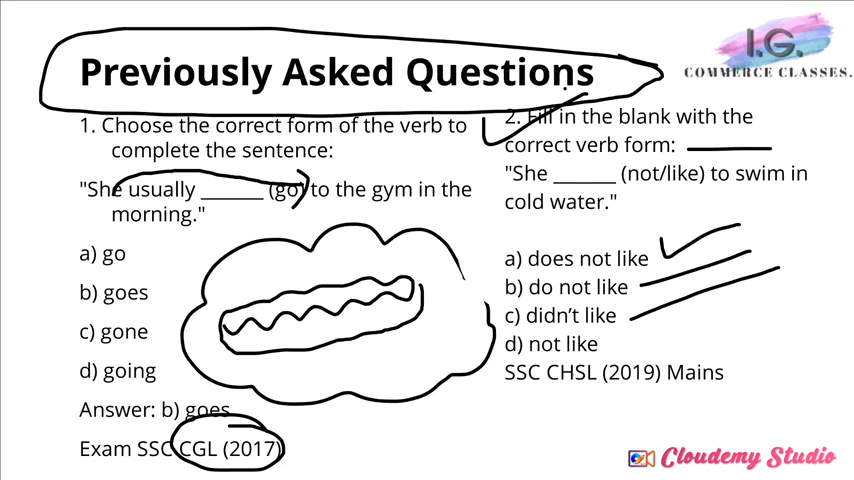 I.G.
COMMERCE CLASSES.
Previously Asked Questions
1. Choose the correct form of the verb to
complete the sentence:
"She usually _______ (go) to the gym in the
morning."
a) go
b) goes
c) gone
d) going
Answer: b) goes
Exam SSC CGL (2017)
2. Fill in the blank with the
correct verb form:
"She _______ (not/like) to swim in
cold water."
a) does not like
b) do not like
c) didn't like
d) not like
SSC CHSL (2019) Mains
Cloudemy Studio